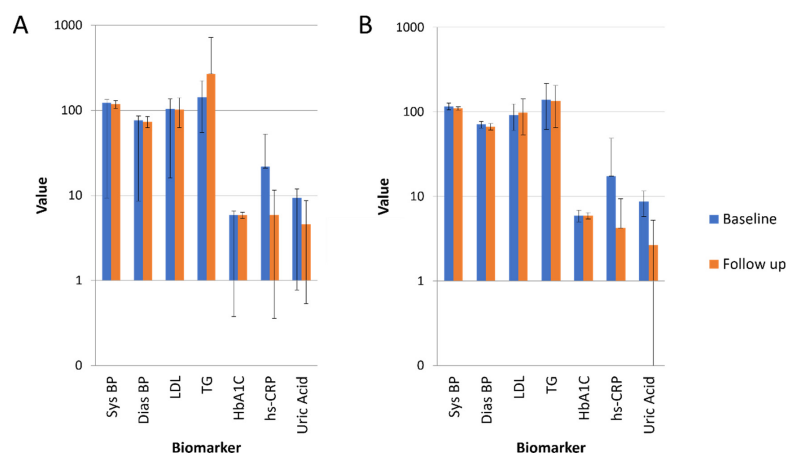 A
1000
100
10
1
0
Value
Sys BP
Dias BP
LDL
TG
HbA1C
hs-CRP
Uric Acid
Biomarker
B
1000
100
10
1
0
Value
Sys BP
Dias BP
LDL
TG
HbA1C
hs-CRP
Uric Acid
Biomarker
Baseline
Follow up